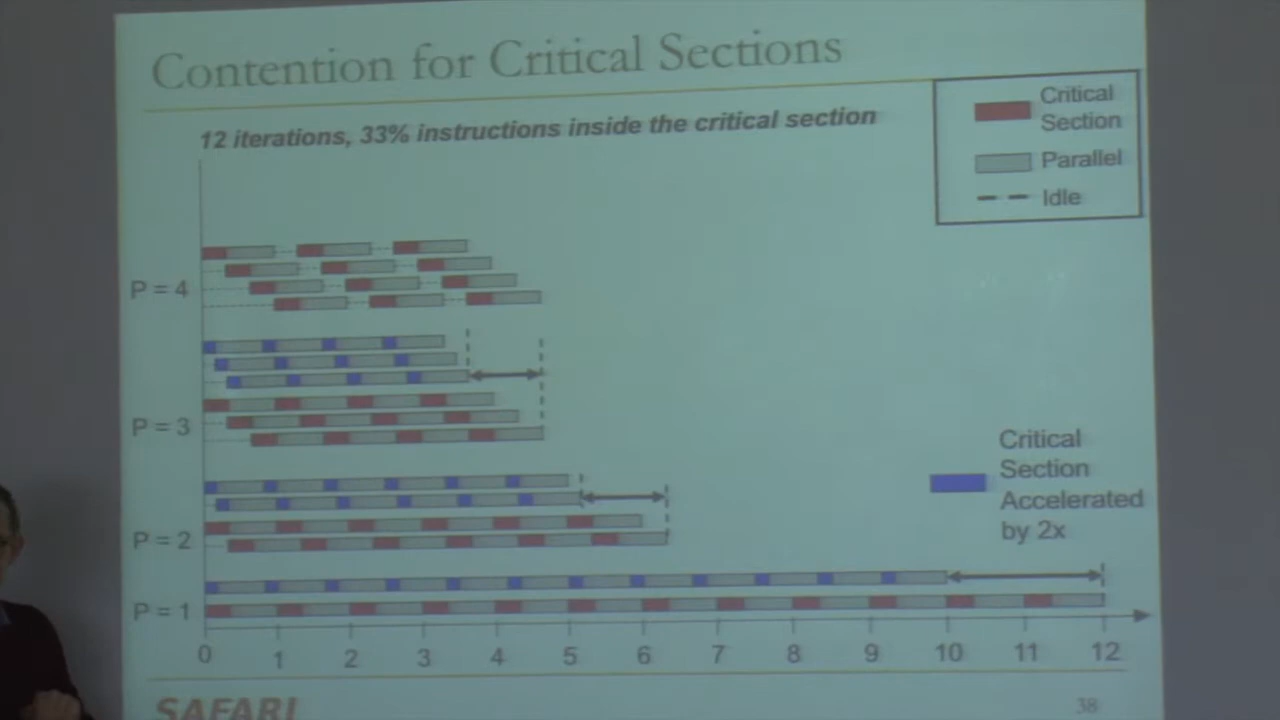 Contention for Critical Sections
12 iterations, 33% instructions inside the critical section
Critical
Section
Parallel
Idle
P = 4
P = 3
P = 2
P = 1
Critical
Section
Accelerated
by 2x
0 1 2 3 4 5 6 7 8 9 10 11 12
SAFARI
38